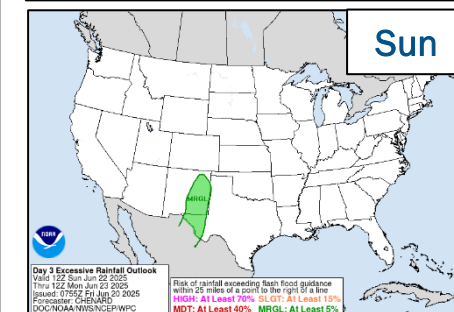 Sun
MRGL
NOAA
Day 3 Excessive Rainfall Outlook
Valid 12Z Sun Jun 22 2025
Thru 12Z Mon Jun 23 2025
Issued: 0755Z Fri Jun 20 2025
Forecaster: CHENARD
DOC/NOAA/NWS/NCEP/WPC
Risk of rainfall exceeding flash flood guidance
within 25 miles of a point to the right of a line
HIGH: At Least 70% SLGT: At Least 15%
MDT: At Least 40% MRGL: At Least 5%